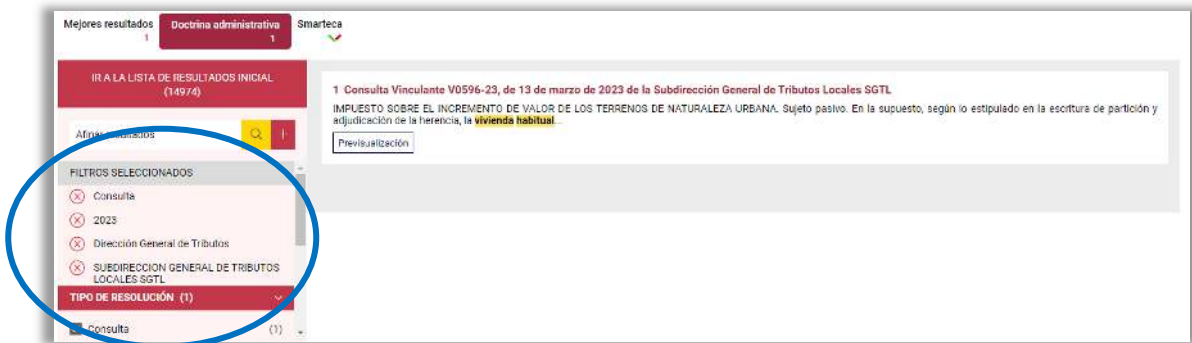 Mejores resultados
1
Doctrina administrativa
1
Smarteca
IR A LA LISTA DE RESULTADOS INICIAL
(14974)
Afinar resultados
FILTROS SELECCIONADOS
Consulta
2023
Dirección General de Tributos
SUBDIRECCION GENERAL DE TRIBUTOS
LOCALES SGTL
TIPO DE RESOLUCIÓN (1)
Consulta (1)
1 Consulta Vinculante V0596-23, de 13 de marzo de 2023 de la Subdirección General de Tributos Locales SGTL
IMPUESTO SOBRE EL INCREMENTO DE VALOR DE LOS TERRENOS DE NATURALEZA URBANA. Sujeto pasivo. En la supuesto, según lo estipulado en la escritura de partición y
adjudicación de la herencia, la vivienda habitual...
Previsualización